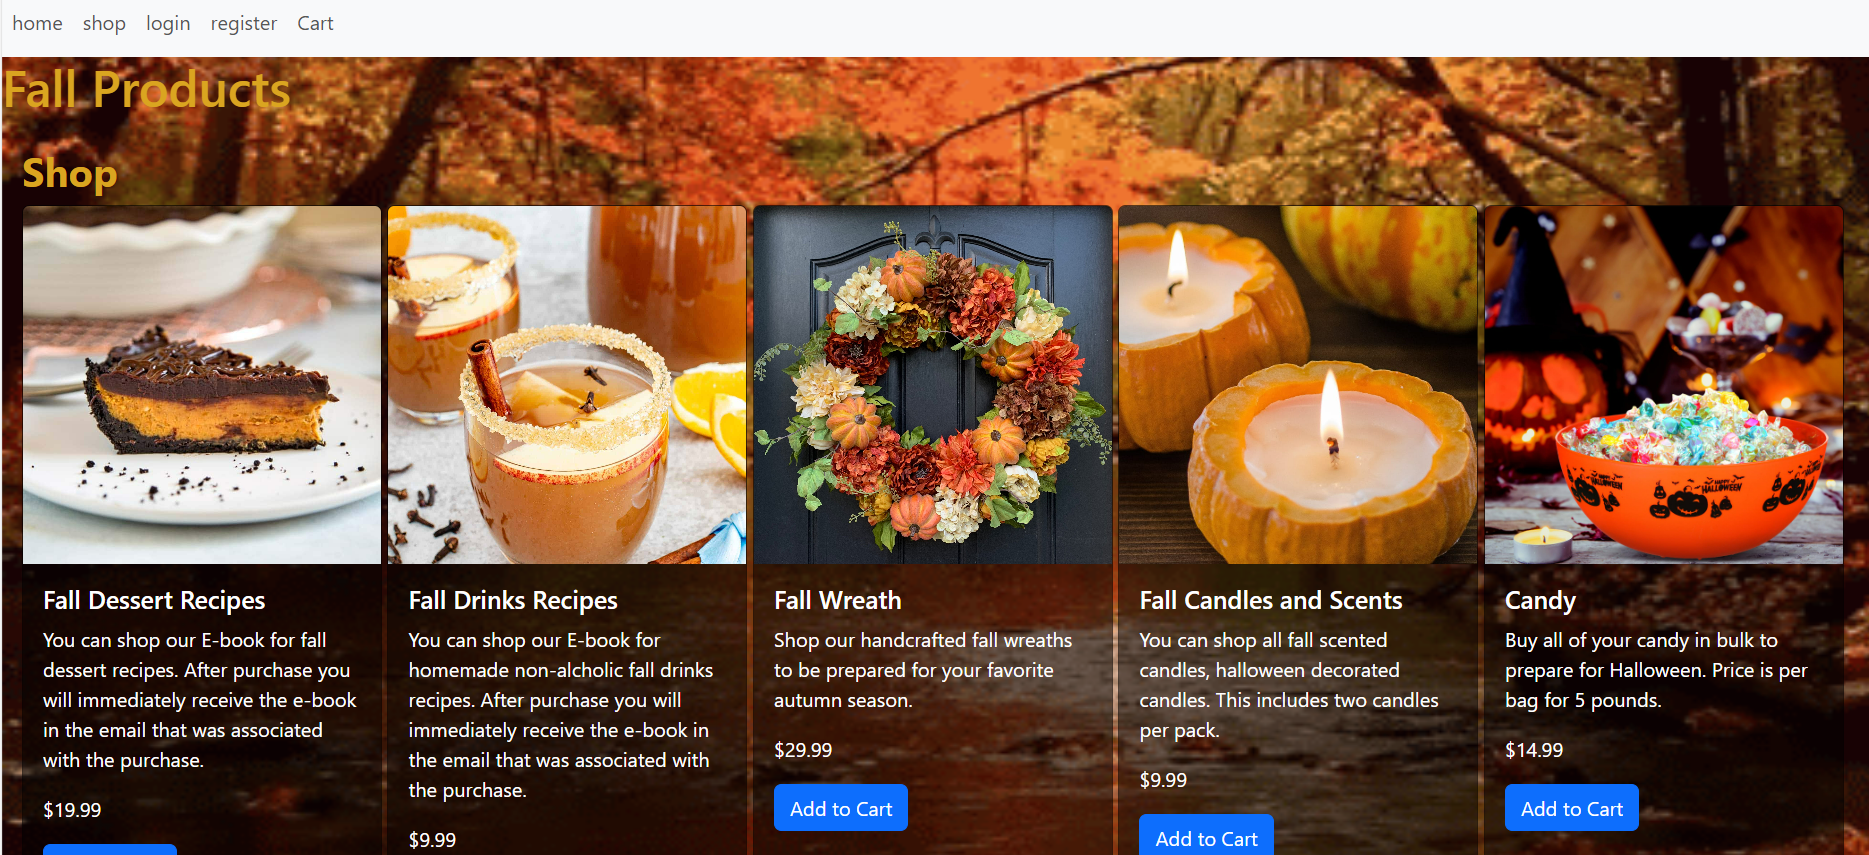 home shop login register Cart
Fall Products
Shop
HALLOWEEN
HALLOWEEN
Fall Dessert Recipes
You can shop our E-book for fall
dessert recipes. After purchase you
will immediately receive the e-book
in the email that was associated
with the purchase.
$19.99
Fall Drinks Recipes
You can shop our E-book for
homemade non-alcholic fall drinks
recipes. After purchase you will
immediately receive the e-book in
the email that was associated with
the purchase.
$9.99
Fall Wreath
Shop our handcrafted fall wreaths
to be prepared for your favorite
autumn season.
$29.99
Add to Cart
Fall Candles and Scents
You can shop all fall scented
candles, halloween decorated
candles. This includes two candles
per pack.
$9.99
Add to Cart
Candy
Buy all of your candy in bulk to
prepare for Halloween. Price is per
bag for 5 pounds.
$14.99
Add to Cart